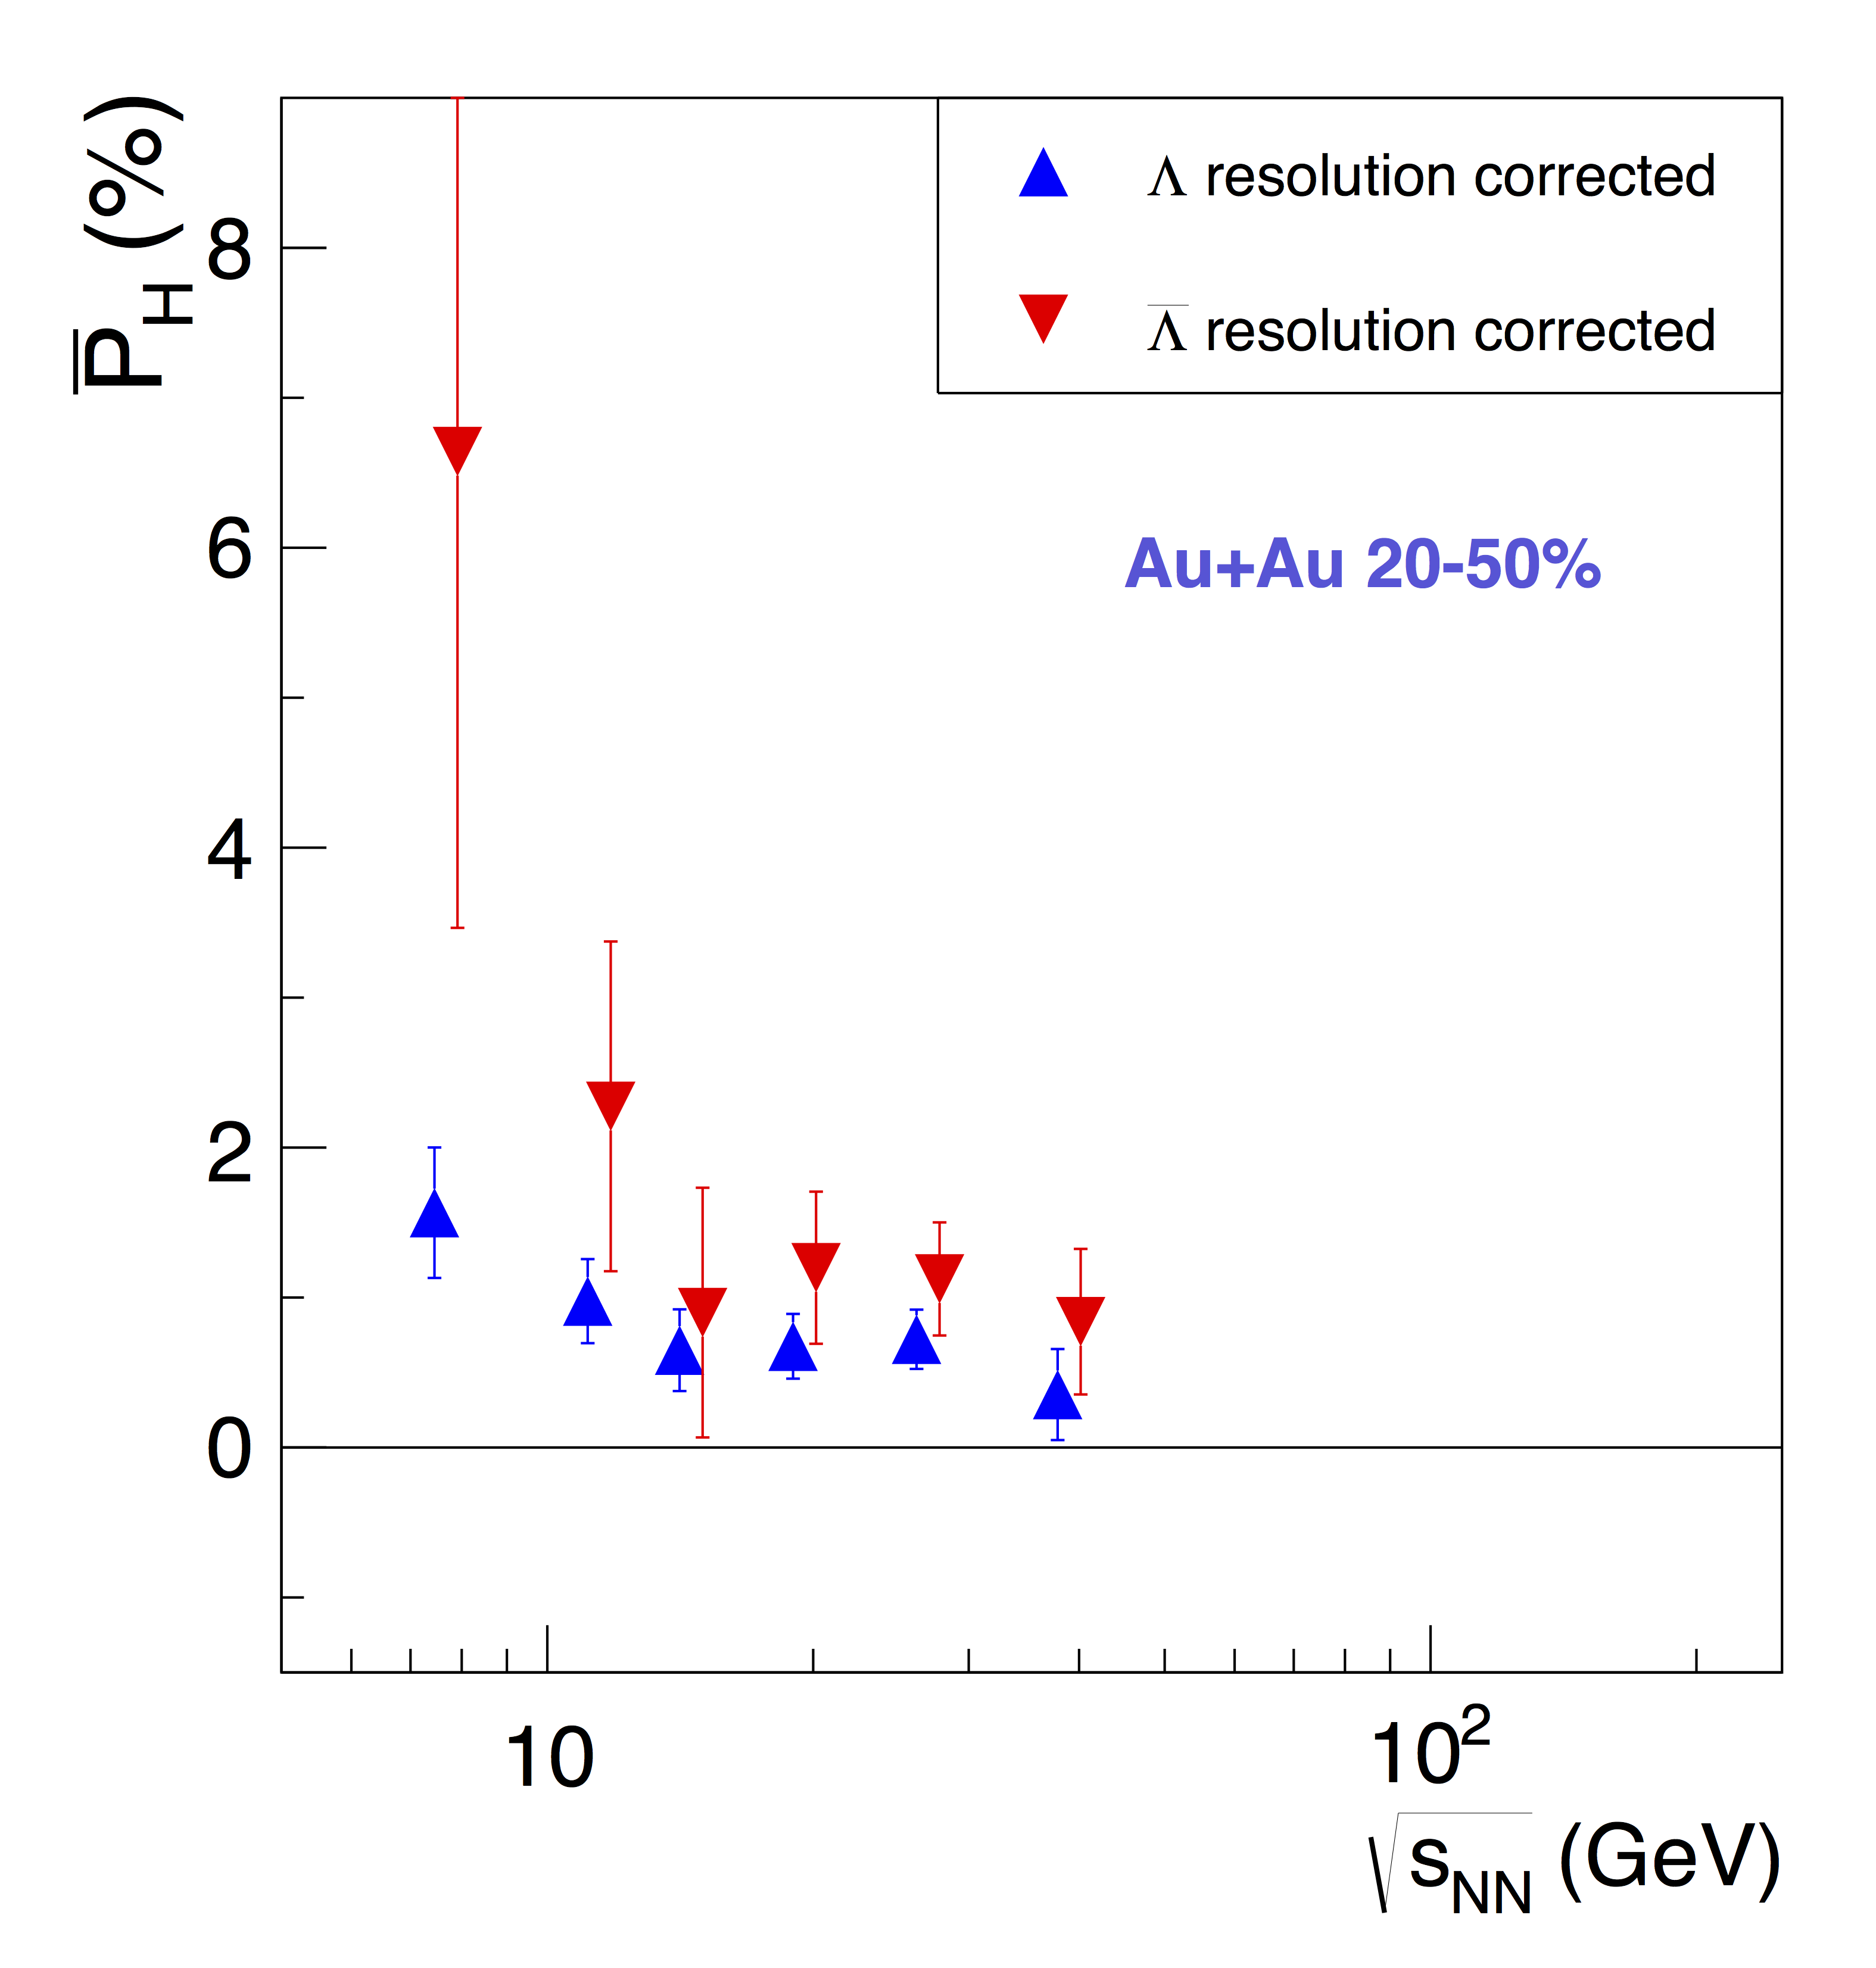 P̅H (%)
8
6
4
2
0
Λ resolution corrected
Λ̅ resolution corrected
Au+Au 20-50%
10
10²
√sNN (GeV)